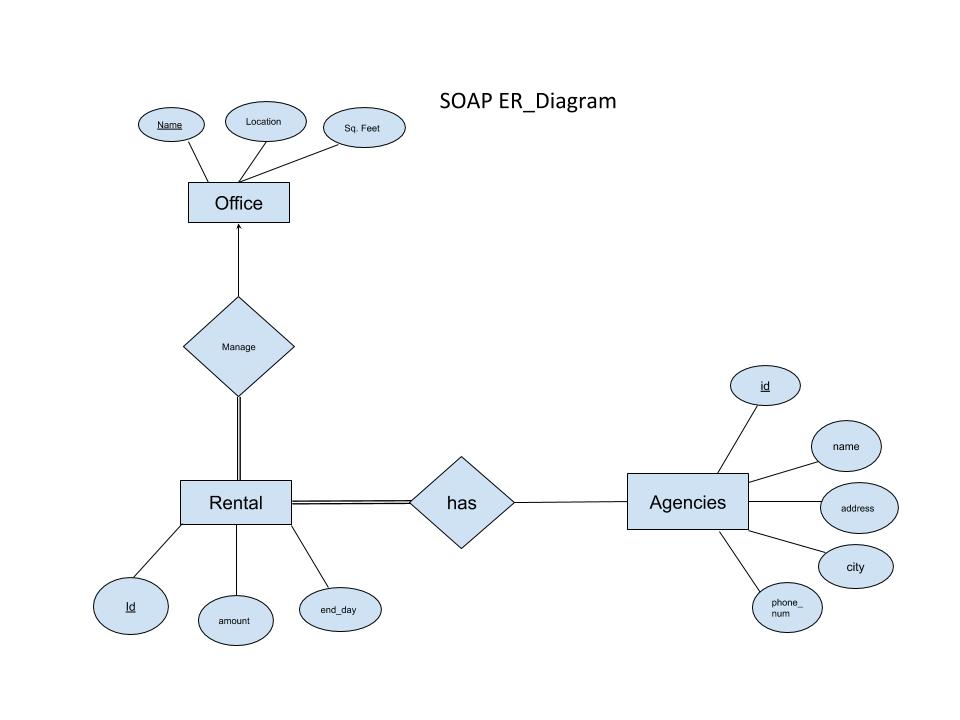 SOAP ER_Diagram
Name
Location
Sq. Feet
Office
Manage
id
name
Rental
has
Agencies
address
city
Id
amount
end_day
phone_
num